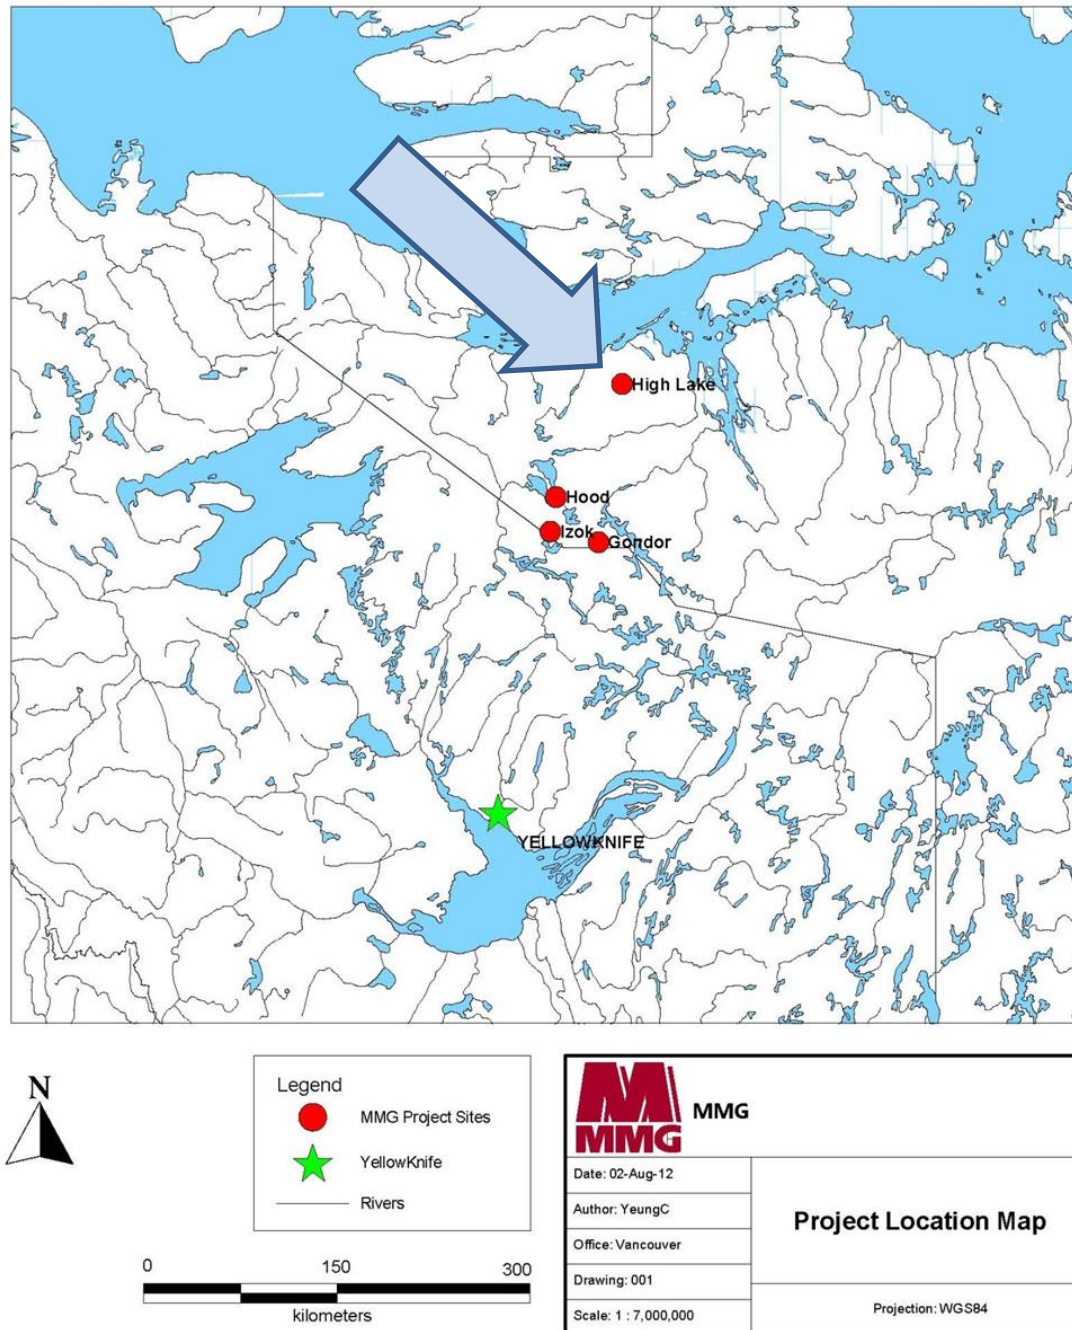 High Lake
Hood
Izok
Gondor
YELLOWKNIFE
N
Legend
MMG Project Sites
YellowKnife
Rivers
0 150 300
kilometers
MMG
MMG
Date: 02-Aug-12
Author: YeungC
Office: Vancouver
Drawing: 001
Scale: 1 : 7,000,000
Project Location Map
Projection: WGS84